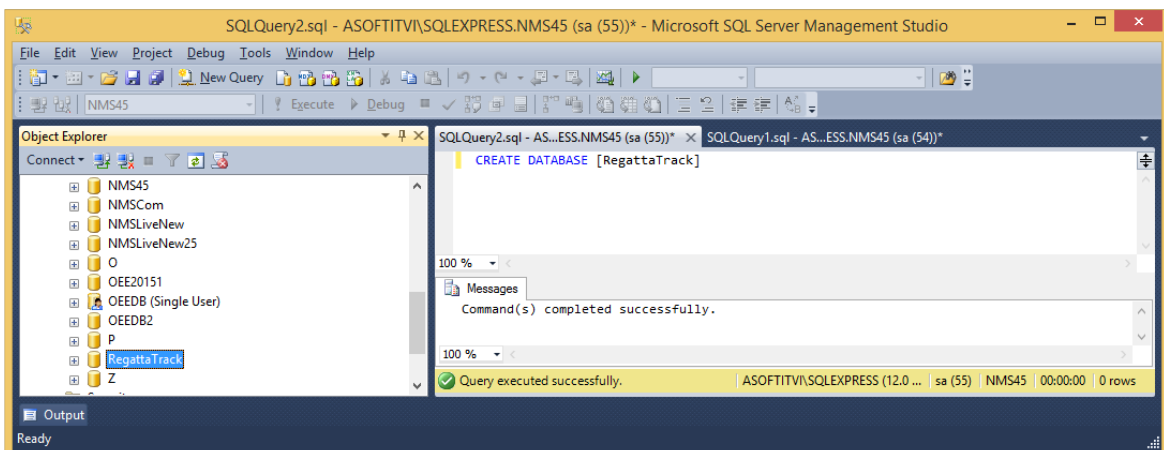 SQLQuery2.sql - ASOFTITVI\SQLEXPRESS.NMS45 (sa (55))* - Microsoft SQL Server Management Studio
File Edit View Project Debug Tools Window Help
New Query
NMS45 Execute Debug
Object Explorer
Connect
NMS45
NMSCom
NMSLiveNew
NMSLiveNew25
O
OEE20151
OEEDB (Single User)
OEEDB2
P
RegattaTrack
Z
SQLQuery2.sql - AS...ESS.NMS45 (sa (55))* SQLQuery1.sql - AS...ESS.NMS45 (sa (54))*
CREATE DATABASE [RegattaTrack]
100 %
Messages
Command(s) completed successfully.
100 %
Query executed successfully. ASOFTITVI\SQLEXPRESS (12.0 ... sa (55) NMS45 00:00:00 0 rows
Output
Ready